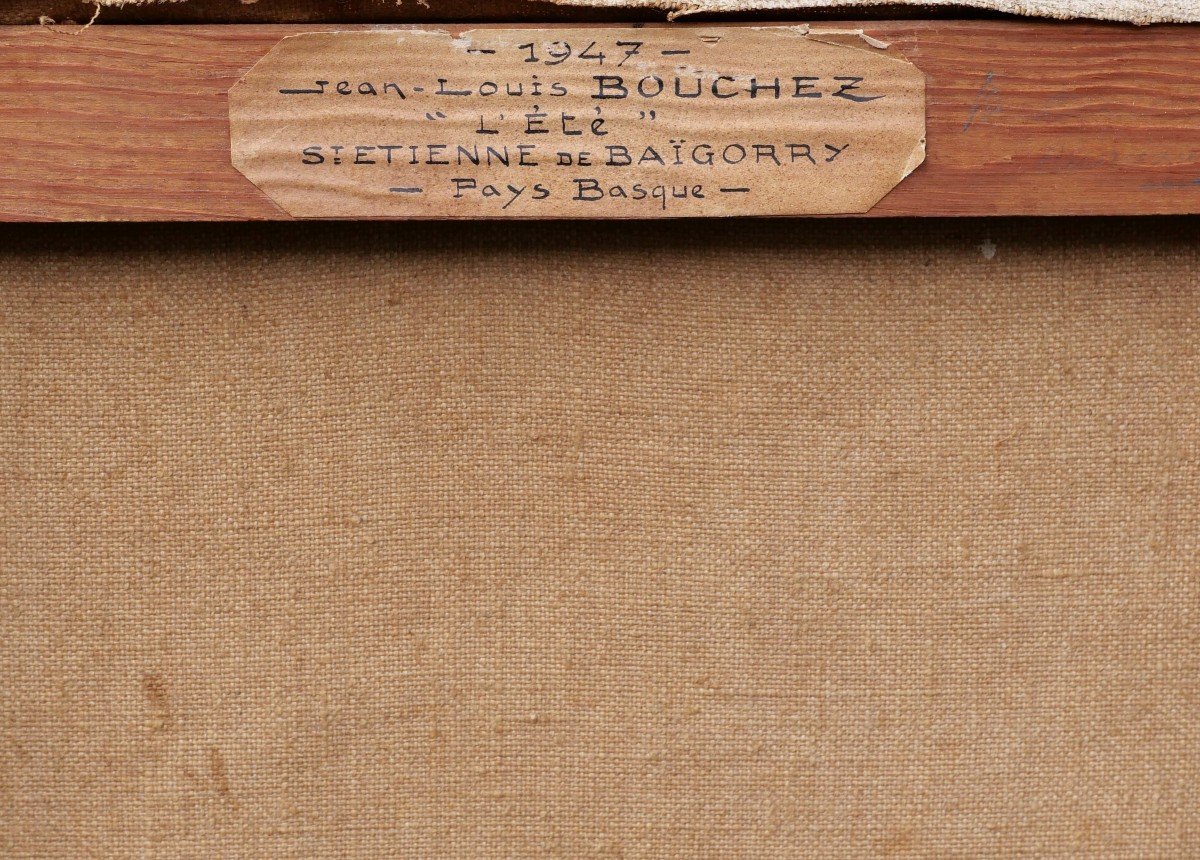 - 1947 -
Jean-Louis BOUCHEZ
" L'Été "
ST ETIENNE DE BAÏGORRY
- Pays Basque -